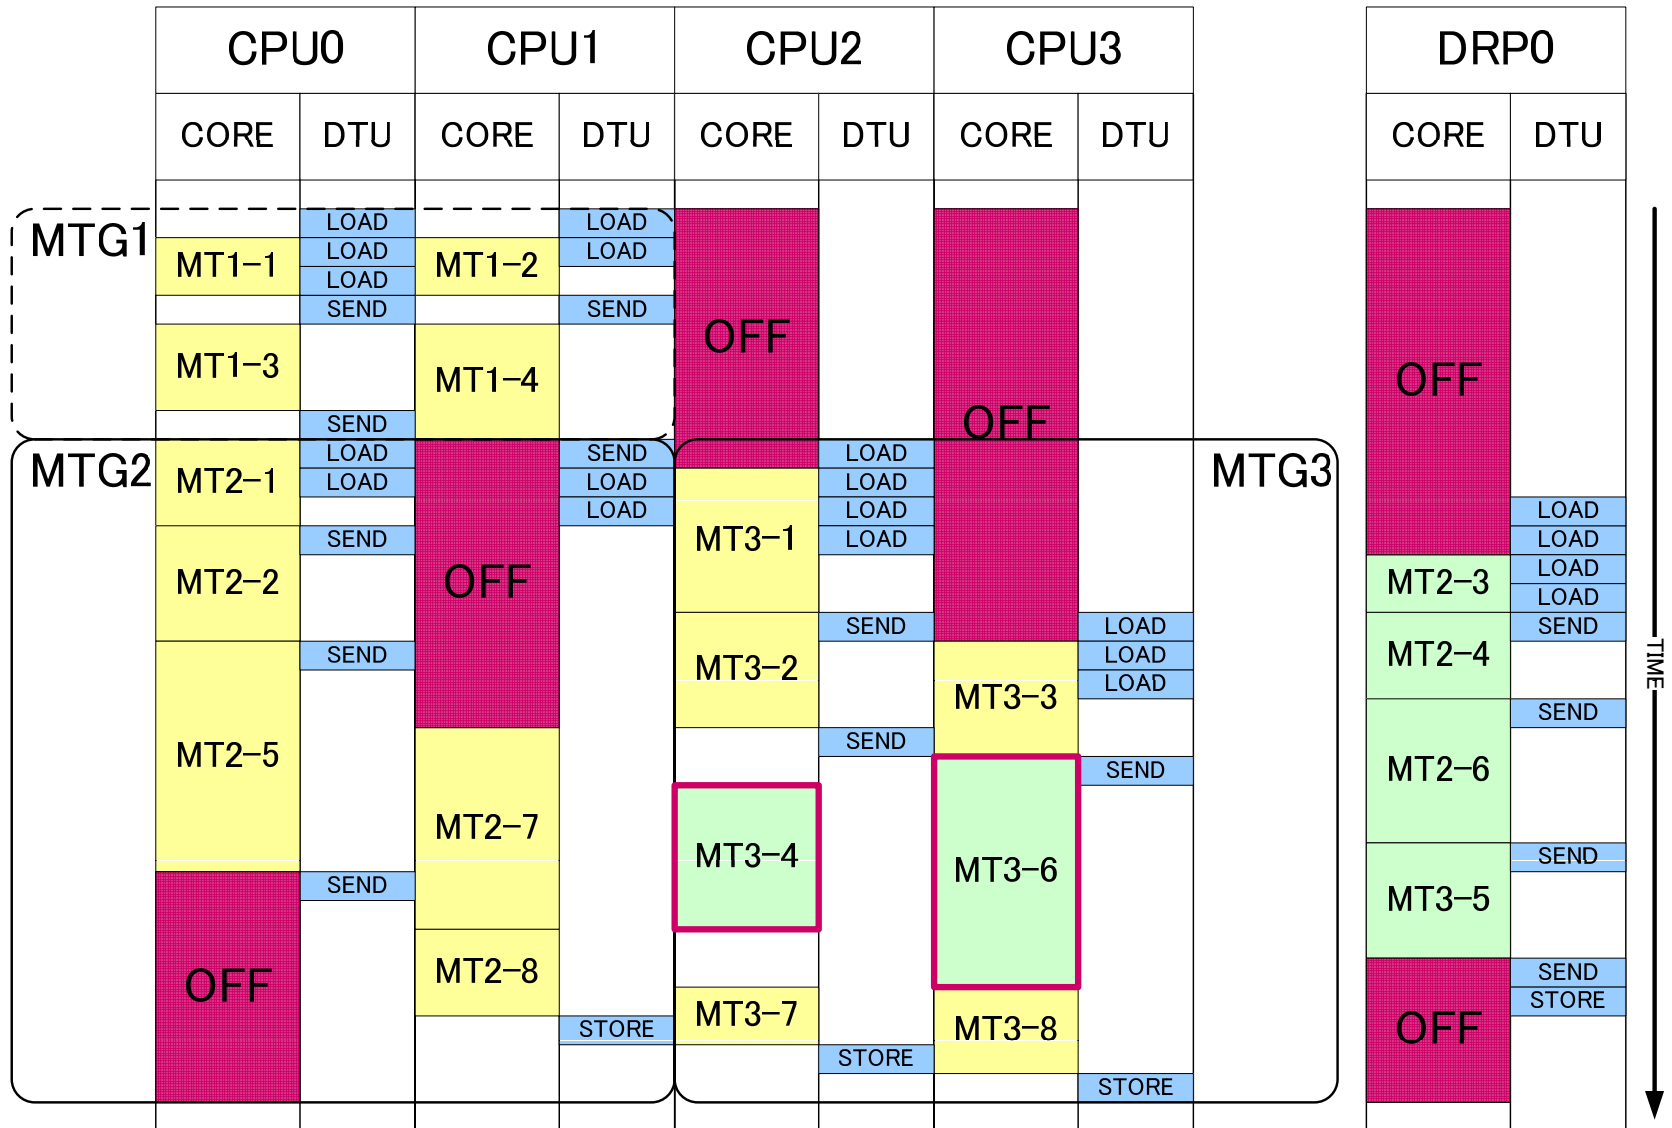 CPU0 CPU1 CPU2 CPU3 DRP0
CORE DTU CORE DTU CORE DTU CORE DTU CORE DTU
LOAD LOAD
MTG1
MT1-1 LOAD MT1-2 LOAD
LOAD
SEND SEND
OFF
MT1-3 MT1-4 OFF
OFF
SEND
LOAD SEND LOAD
MTG2 MTG3
MT2-1 LOAD LOAD LOAD
LOAD LOAD LOAD
SEND MT3-1 LOAD LOAD
MT2-2 OFF MT2-3 LOAD
LOAD
SEND LOAD SEND
SEND LOAD MT2-4
TIME
MT3-2 LOAD
MT3-3
SEND
SEND
MT2-5 SEND MT2-6
MT2-7
MT3-4 SEND
MT3-6
SEND MT3-5
MT2-8 SEND
OFF
STORE
MT3-7
STORE MT3-8 OFF
STORE
STORE